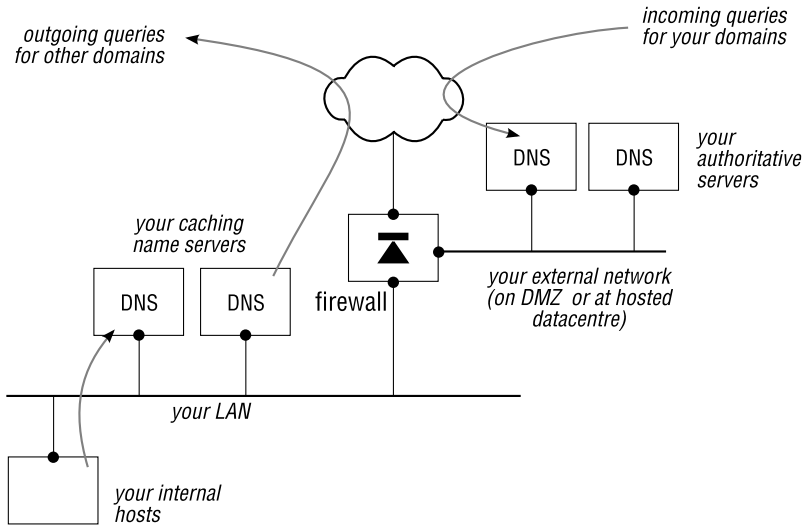 outgoing queries
for other domains
incoming queries
for your domains
DNS
DNS
your
authoritative
servers
your caching
name servers
DNS
DNS
firewall
your external network
(on DMZ or at hosted
datacentre)
your LAN
your internal
hosts